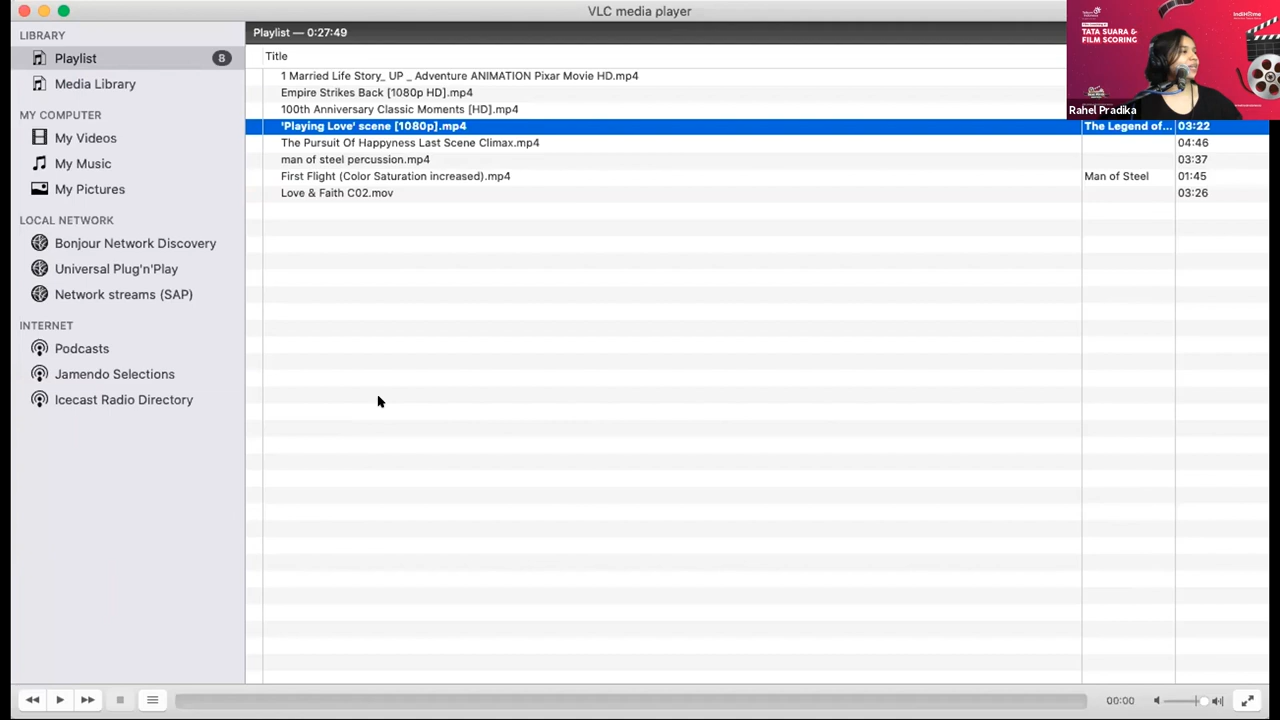 VLC media player
LIBRARY
Playlist 8
Media Library
MY COMPUTER
My Videos
My Music
My Pictures
LOCAL NETWORK
Bonjour Network Discovery
Universal Plug'n'Play
Network streams (SAP)
INTERNET
Podcasts
Jamendo Selections
Icecast Radio Directory
Playlist — 0:27:49
Title
1 Married Life Story_ UP _ Adventure ANIMATION Pixar Movie HD.mp4
Empire Strikes Back [1080p HD].mp4
100th Anniversary Classic Moments [HD].mp4
'Playing Love' scene [1080p].mp4 The Legend of... 03:22
The Pursuit Of Happyness Last Scene Climax.mp4 04:46
man of steel percussion.mp4 03:37
First Flight (Color Saturation increased).mp4 Man of Steel 01:45
Love & Faith C02.mov 03:26
IndiHome
TATA SUARA &
FILM SCORING
Rahel Pradika
00:00